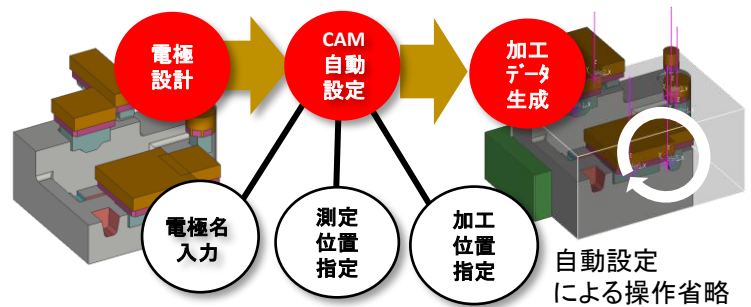 電極
設計
CAM
自動
設定
加工
データ
生成
電極名
入力
測定
位置
指定
加工
位置
指定
自動設定
による操作省略